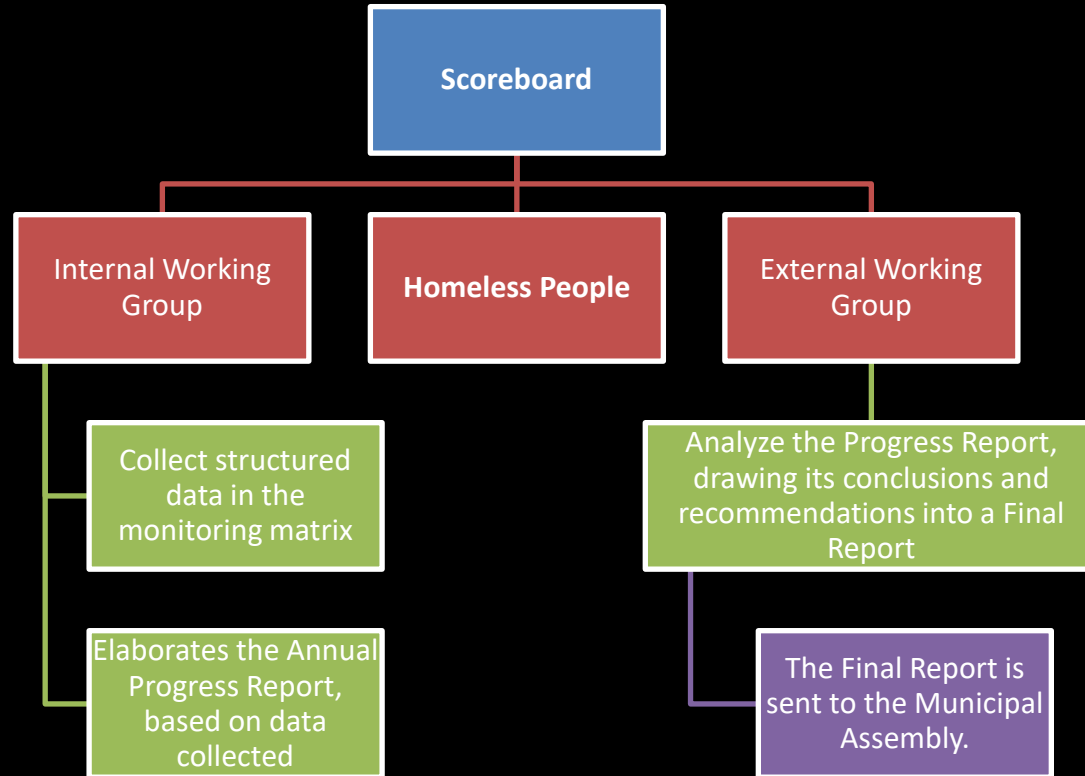 Scoreboard
Internal Working
Group
Homeless People
External Working
Group
Collect structured
data in the
monitoring matrix
Analyze the Progress Report,
drawing its conclusions and
recommendations into a Final
Report
Elaborates the Annual
Progress Report,
based on data
collected
The Final Report is
sent to the Municipal
Assembly.